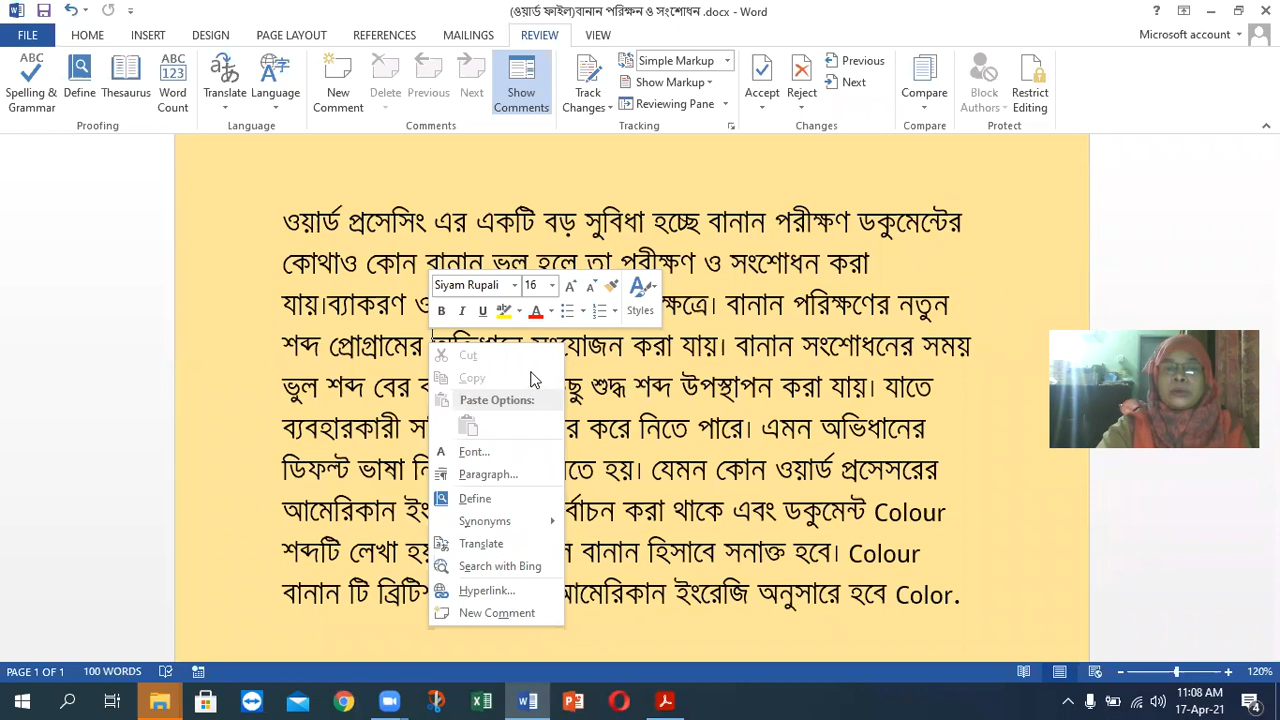 (ওয়ার্ড ফাইল)বানান পরিক্ষন ও সংশোধন .docx - Word
FILE HOME INSERT DESIGN PAGE LAYOUT REFERENCES MAILINGS REVIEW VIEW Microsoft account
Simple Markup Previous
Show Markup Next
Reviewing Pane
Spelling & Grammar Define Thesaurus Word Count Translate Language New Comment Delete Previous Next Show Comments Track Changes Accept Reject Compare Block Authors Restrict Editing
Proofing Language Comments Tracking Changes Compare Protect
ওয়ার্ড প্রসেসিং এর একটি বড় সুবিধা হচ্ছে বানান পরীক্ষণ ডকুমেন্টের
কোথাও কোন বানান ভুল হলে তা পরীক্ষণ ও সংশোধন করা
Siyam Rupali 16
Styles
যায়।ব্যাকরণ ক্ষেত্রে। বানান পরিক্ষণের নতুন
শব্দ প্রোগ্রামের অভিধানে সংযোজন করা যায়। বানান সংশোধনের সময়
Cut
Copy
Paste Options:
Font...
Paragraph...
Define
Synonyms
Translate
Search with Bing
Hyperlink...
New Comment
ভুল শব্দ বের শুদ্ধ শব্দ উপস্থাপন করা যায়। যাতে
ব্যবহারকারী করে নিতে পারে। এমন অভিধানের
ডিফল্ট ভাষা হয়। যেমন কোন ওয়ার্ড প্রসেসরের
আমেরিকান করা থাকে এবং ডকুমেন্ট Colour
শব্দটি লেখা বানান হিসাবে সনাক্ত হবে। Colour
বানান টি আমেরিকান ইংরেজি অনুসারে হবে Color.
PAGE 1 OF 1 100 WORDS 120%
11:08 AM
17-Apr-21
4